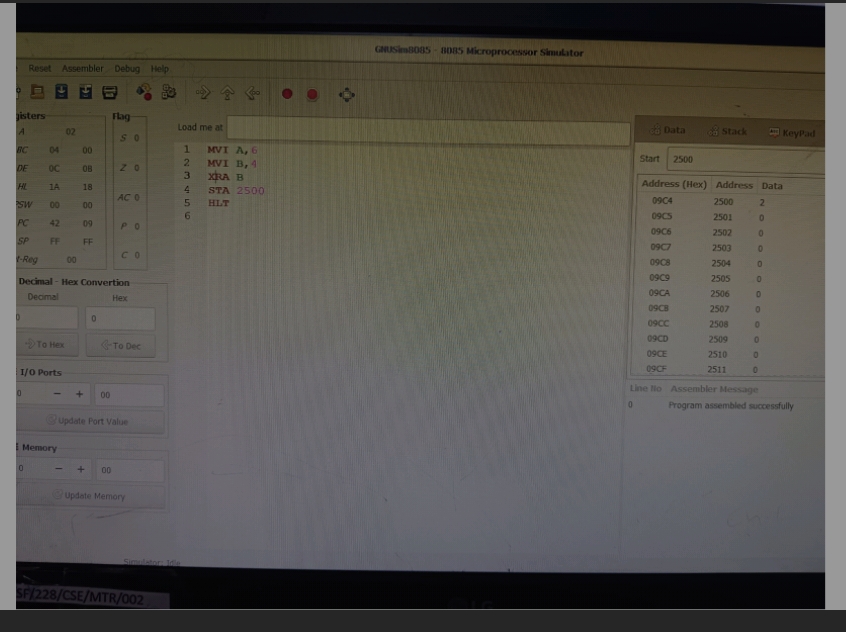 GNUSim8085 - 8085 Microprocessor Simulator
Reset Assembler Debug Help
gisters
Flag
A 02
BC 04 00
DE 0C 0B
HL 1A 18
PSW 00 00
PC 42 09
SP FF FF
t-Reg 00
S 0
Z 0
AC 0
P 0
C 0
Decimal - Hex Convertion
Decimal Hex
0 0
To Hex To Dec
I/O Ports
0 - + 00
Update Port Value
Memory
0 - + 00
Update Memory
Simulator: Idle
Load me at
1 MVI A,6
2 MVI B,4
3 XRA B
4 STA 2500
5 HLT
6
Data Stack KeyPad
Start 2500
Address (Hex) Address Data
09C4 2500 2
09C5 2501 0
09C6 2502 0
09C7 2503 0
09C8 2504 0
09C9 2505 0
09CA 2506 0
09CB 2507 0
09CC 2508 0
09CD 2509 0
09CE 2510 0
09CF 2511 0
Line No Assembler Message
0 Program assembled successfully
SF/228/CSE/MTR/002
LG